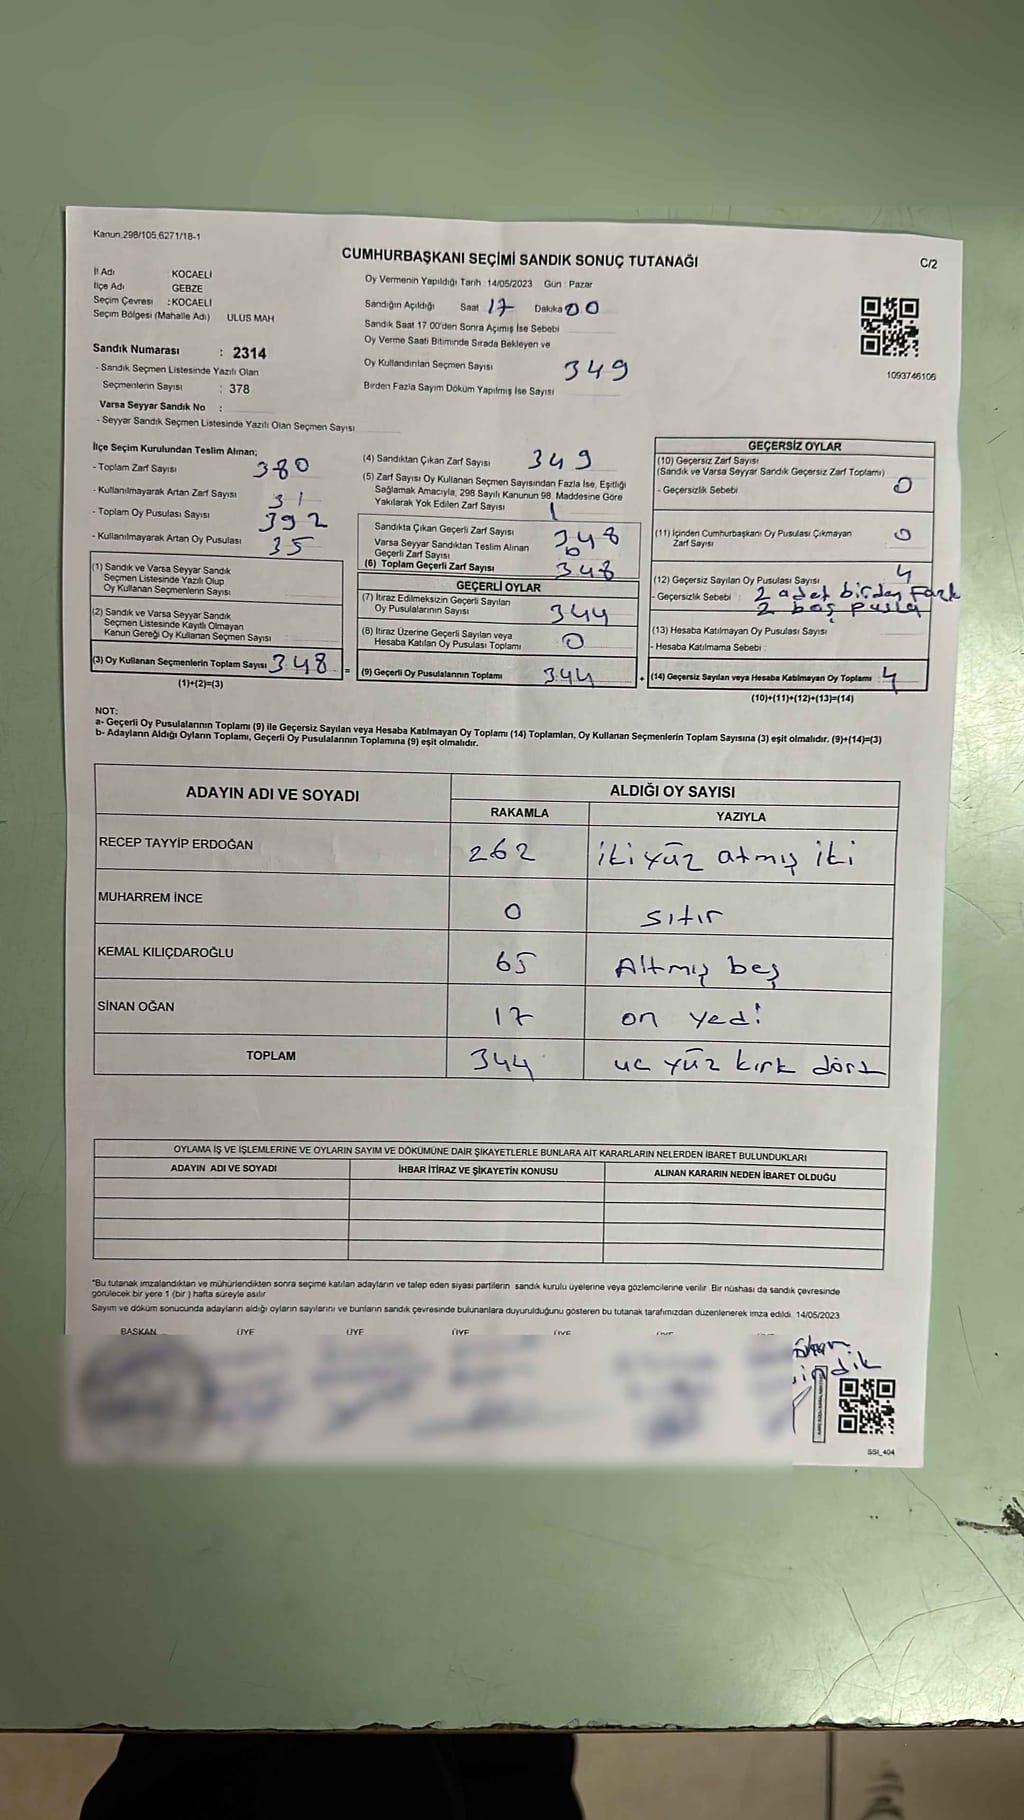 Kanun 298/105,6271/18-1
CUMHURBAŞKANI SEÇİMİ SANDIK SONUÇ TUTANAĞI
C/2
İl Adı : KOCAELİ
İlçe Adı : GEBZE
Seçim Çevresi : KOCAELİ
Seçim Bölgesi (Mahalle Adı) ULUS MAH
Sandık Numarası : 2314
- Sandık Seçmen Listesinde Yazılı Olan
Seçmenlerin Sayısı : 378
Varsa Seyyar Sandık No :
- Seyyar Sandık Seçmen Listesinde Yazılı Olan Seçmen Sayısı
Oy Vermenin Yapıldığı Tarih : 14/05/2023 Gün : Pazar
Sandığın Açıldığı Saat 17 Dakika 00
Sandık Saat 17:00'den Sonra Açımış İse Sebebi
Oy Verme Saati Bitiminde Sırada Bekleyen ve
Oy Kullandırılan Seçmen Sayısı 349
Birden Fazla Sayım Döküm Yapılmış İse Sayısı
1093746106
İlçe Seçim Kurulundan Teslim Alınan;
- Toplam Zarf Sayısı 380
- Kullanılmayarak Artan Zarf Sayısı 31
- Toplam Oy Pusulası Sayısı 392
- Kullanılmayarak Artan Oy Pusulası 35
(1) Sandık ve Varsa Seyyar Sandık
Seçmen Listesinde Yazılı Olup
Oy Kullanan Seçmenlerin Sayısı
(2) Sandık ve Varsa Seyyar Sandık
Seçmen Listesinde Kayıtlı Olmayan
Kanun Gereği Oy Kullanan Seçmen Sayısı
(3) Oy Kullanan Seçmenlerin Toplam Sayısı 348 =
(1)+(2)=(3)
(4) Sandıktan Çıkan Zarf Sayısı 349
(5) Zarf Sayısı Oy Kullanan Seçmen Sayısından Fazla İse, Eşitliği
Sağlamak Amacıyla, 298 Sayılı Kanunun 98. Maddesine Göre
Yakılarak Yok Edilen Zarf Sayısı 1
Sandıkta Çıkan Geçerli Zarf Sayısı 348
Varsa Seyyar Sandıktan Teslim Alınan
Geçerli Zarf Sayısı
(6) Toplam Geçerli Zarf Sayısı 348
GEÇERLİ OYLAR
(7) İtiraz Edilmeksizin Geçerli Sayılan
Oy Pusulalarının Sayısı 344
(8) İtiraz Üzerine Geçerli Sayılan veya
Hesaba Katılan Oy Pusulası Toplamı 0
(9) Geçerli Oy Pusulalarının Toplamı 344 +
GEÇERSİZ OYLAR
(10) Geçersiz Zarf Sayısı
(Sandık ve Varsa Seyyar Sandık Geçersiz Zarf Toplamı)
- Geçersizlik Sebebi 0
(11) İçinden Cumhurbaşkanı Oy Pusulası Çıkmayan
Zarf Sayısı 0
(12) Geçersiz Sayılan Oy Pusulası Sayısı 4
- Geçersizlik Sebebi : 2 adet birden
2 boş pusla
(13) Hesaba Katılmayan Oy Pusulası Sayısı
- Hesaba Katılmama Sebebi :
(14) Geçersiz Sayılan veya Hesaba Katılmayan Oy Toplamı 4
(10)+(11)+(12)+(13)=(14)
NOT:
a- Geçerli Oy Pusulalarının Toplamı (9) ile Geçersiz Sayılan veya Hesaba Katılmayan Oy Toplamı (14) Toplamları, Oy Kullanan Seçmenlerin Toplam Sayısına (3) eşit olmalıdır. (9)+(14)=(3)
b- Adayların Aldığı Oyların Toplamı, Geçerli Oy Pusulalarının Toplamına (9) eşit olmalıdır.
ADAYIN ADI VE SOYADI
ALDIĞI OY SAYISI
RAKAMLA YAZIYLA
RECEP TAYYİP ERDOĞAN 262 iki yüz atmış iki
MUHARREM İNCE 0 sıfır
KEMAL KILIÇDAROĞLU 65 Altmış beş
SİNAN OĞAN 17 on yedi
TOPLAM 344 uc yüz kırk dört
OYLAMA İŞ VE İŞLEMLERİNE VE OYLARIN SAYIM VE DÖKÜMÜNE DAİR ŞİKAYETLERLE BUNLARA AİT KARARLARIN NELERDEN İBARET BULUNDUKLARI
ADAYIN ADI VE SOYADI İHBAR İTİRAZ VE ŞİKAYETİN KONUSU ALINAN KARARIN NEDEN İBARET OLDUĞU
"Bu tutanak imzalandıktan ve mühürlendikten sonra seçime katılan adayların ve talep eden siyasi partilerin sandık kurulu üyelerine veya gözlemcilerine verilir. Bir nüshası da sandık çevresinde
görülecek bir yere 1 (bir) hafta süreyle asılır
Sayım ve döküm sonucunda adayların aldığı oyların sayılarını ve bunların sandık çevresinde bulunanlara duyurulduğunu gösteren bu tutanak tarafımızdan düzenlenerek imza edildi. 14/05/2023
BAŞKAN ÜYE ÜYE ÜYE ÜYE
SSI_404